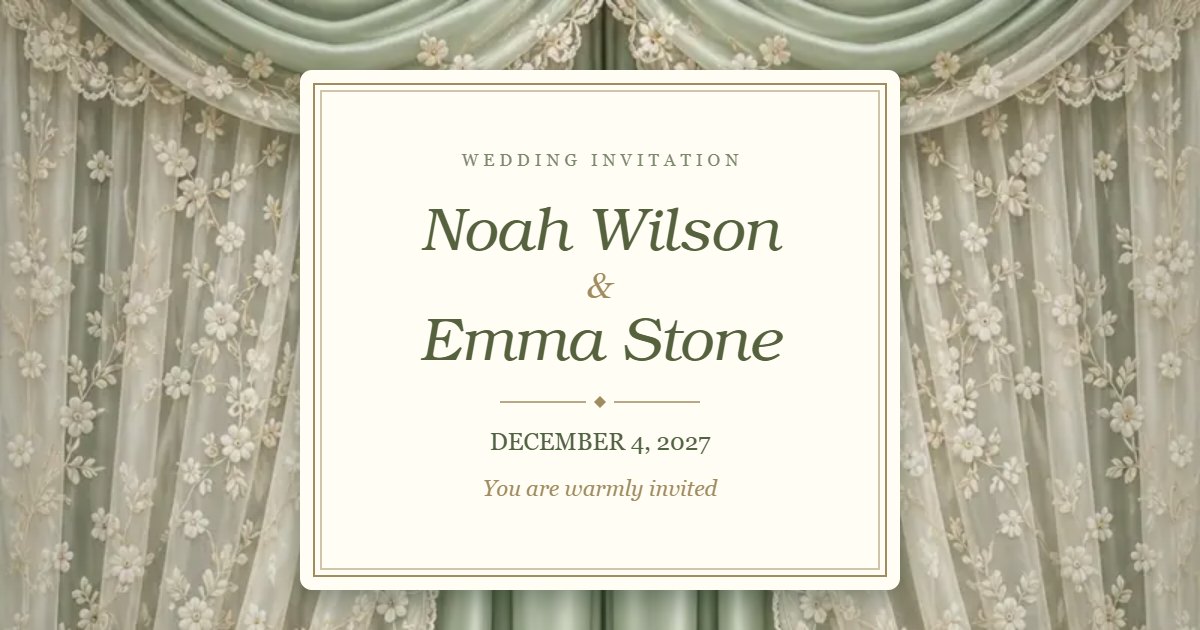 WEDDING INVITATION
Noah Wilson
&
Emma Stone
DECEMBER 4, 2027
You are warmly invited